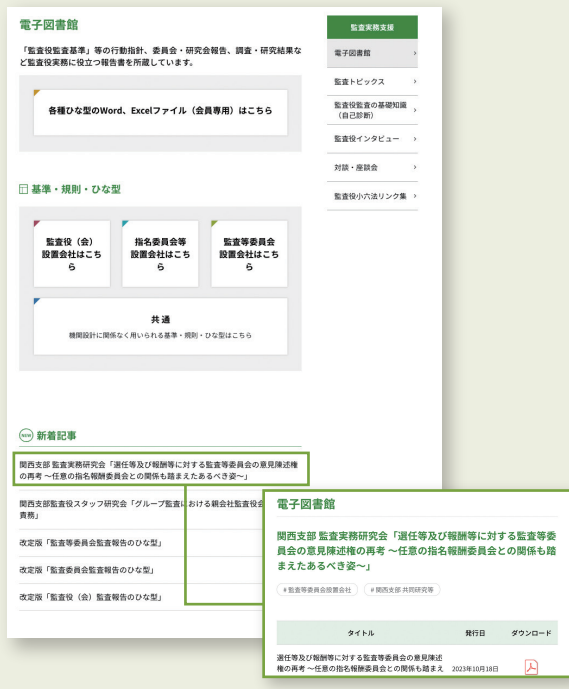 電子図書館
「監査役監査基準」等の行動指針、委員会・研究会報告、調査・研究結果な
ど監査役実務に役立つ報告書を所蔵しています。
各種ひな型のWord、Excelファイル（会員専用）はこちら
基準・規則・ひな型
監査役（会）
設置会社はこち
ら
指名委員会等
設置会社はこち
ら
監査等委員会
設置会社はこち
ら
共通
機関設計に関係なく用いられる基準・規則・ひな型はこちら
NEW 新着記事
関西支部 監査実務研究会「選任等及び報酬等に対する監査等委員会の意見陳述権
の再考 ～任意の指名報酬委員会との関係も踏まえたあるべき姿～」
関西支部監査役スタッフ研究会「グループ監査における親会社監査役会
責務」
改定版「監査等委員会監査報告のひな型」
改定版「監査委員会監査報告のひな型」
改定版「監査役（会）監査報告のひな型」
監査実務支援
電子図書館
監査トピックス
監査役監査の基礎知識
（自己診断）
監査役インタビュー
対談・座談会
監査役小六法リンク集
電子図書館
関西支部 監査実務研究会「選任等及び報酬等に対する監査等委
員会の意見陳述権の再考 ～任意の指名報酬委員会との関係も踏
まえたあるべき姿～」
#監査等委員会設置会社 #関西支部 共同研究等
タイトル 発行日 ダウンロード
選任等及び報酬等に対する監査等委員会の意見陳述
権の再考 ～任意の指名報酬委員会との関係も踏まえ 2023年10月18日